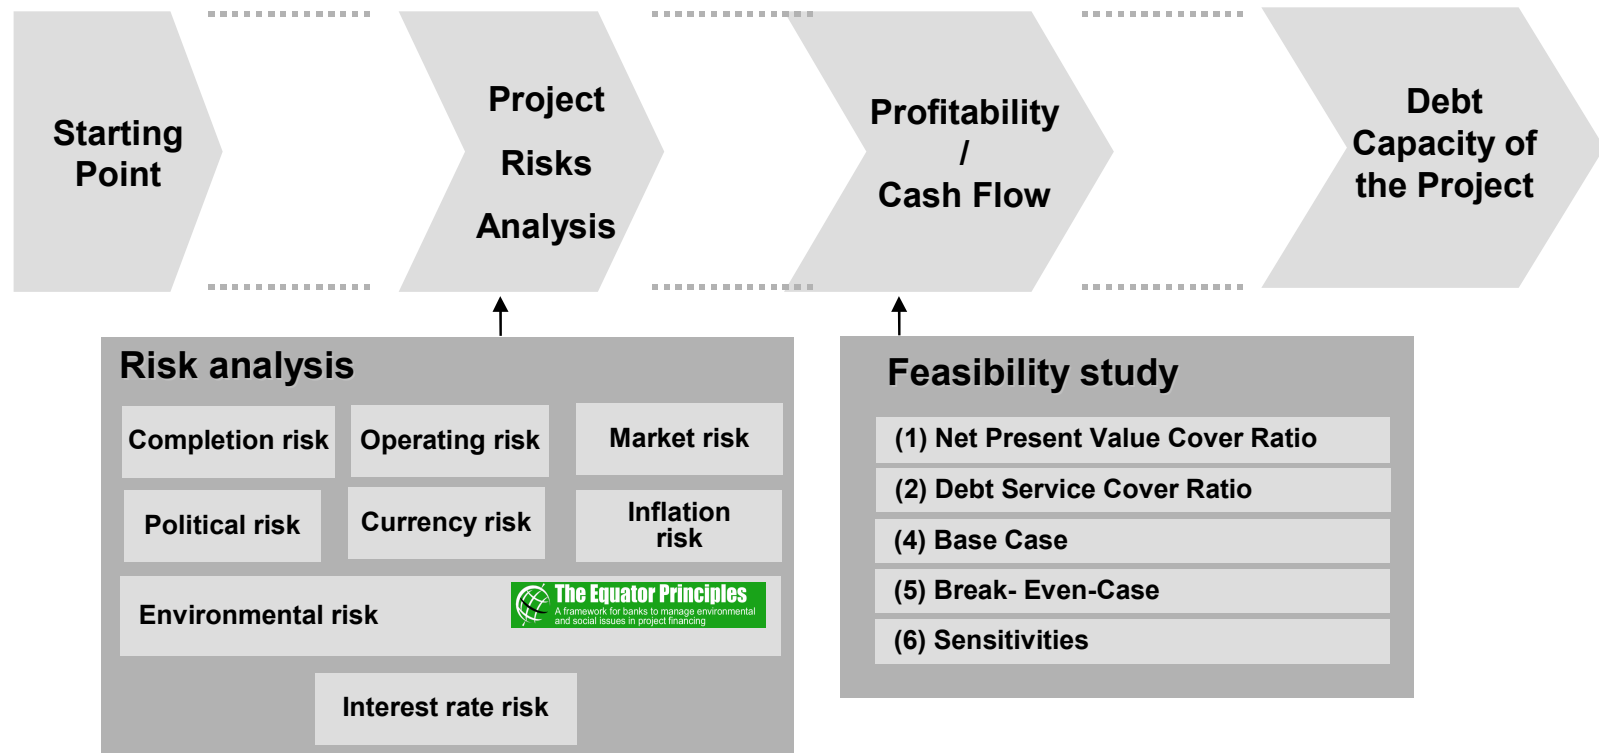 Starting
Point
Project
Risks
Analysis
Profitability
/
Cash Flow
Debt
Capacity of
the Project
Risk analysis
Completion risk
Operating risk
Market risk
Political risk
Currency risk
Inflation
risk
Environmental risk
The Equator Principles
A framework for banks to manage environmental
and social issues in project financing
Interest rate risk
Feasibility study
(1) Net Present Value Cover Ratio
(2) Debt Service Cover Ratio
(4) Base Case
(5) Break- Even-Case
(6) Sensitivities